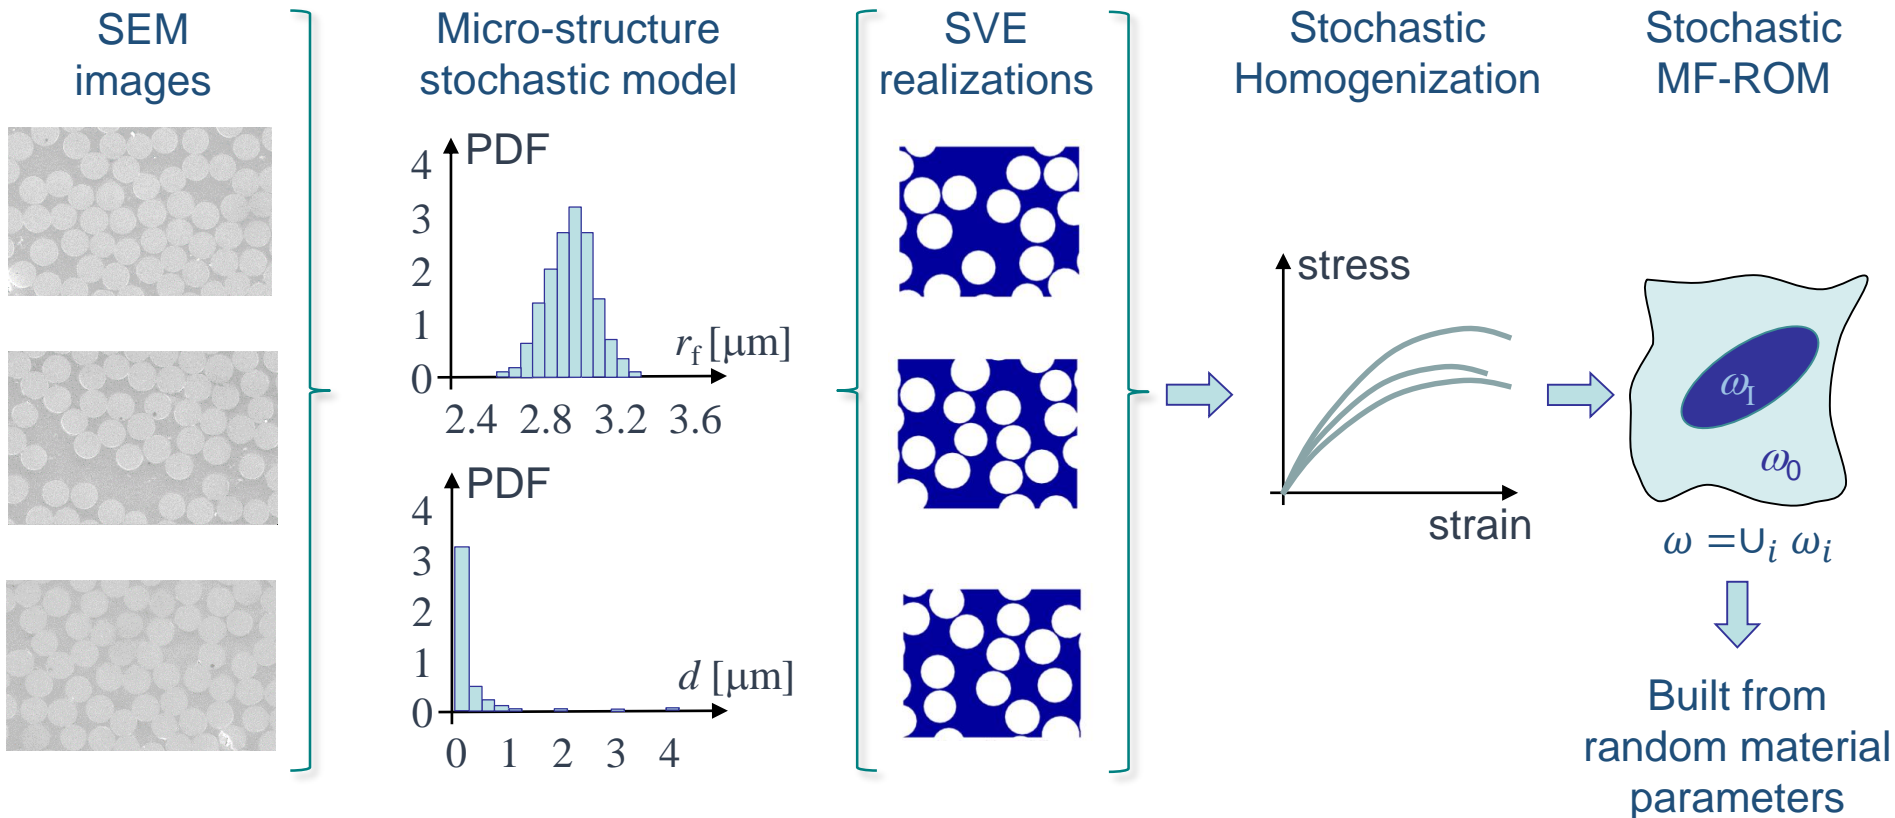 SEM
images
Micro-structure
stochastic model
SVE
realizations
Stochastic
Homogenization
Stochastic
MF-ROM
PDF
4
3
2
1
0
r_f [μm]
2.4 2.8 3.2 3.6
PDF
4
3
2
1
0
d [μm]
0 1 2 3 4
stress
strain
ω_I
ω_0
ω =∪_i ω_i
Built from
random material
parameters